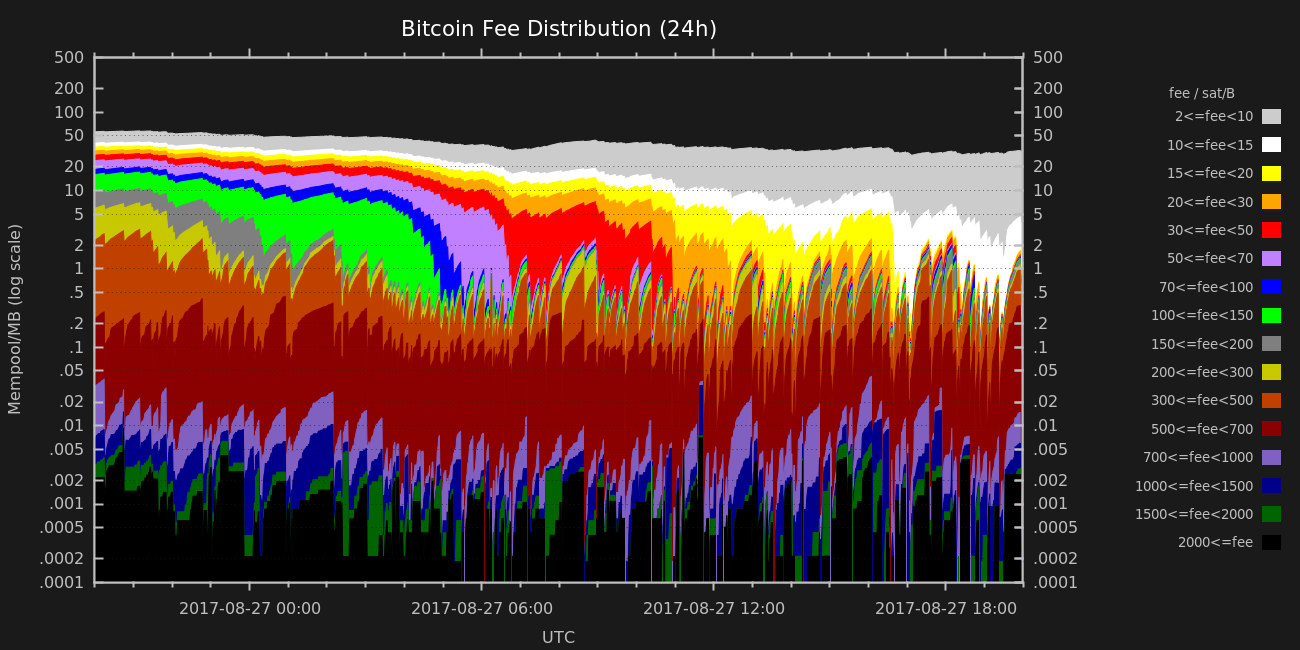 Bitcoin Fee Distribution (24h)
500
200
100
50
20
10
5
2
1
.5
.2
.1
.05
.02
.01
.005
.002
.001
.0005
.0002
.0001
Mempool/MB (log scale)
500
200
100
50
20
10
5
2
1
.5
.2
.1
.05
.02
.01
.005
.002
.001
.0005
.0002
.0001
2017-08-27 00:00
2017-08-27 06:00
2017-08-27 12:00
2017-08-27 18:00
UTC
fee / sat/B
2<=fee<10
10<=fee<15
15<=fee<20
20<=fee<30
30<=fee<50
50<=fee<70
70<=fee<100
100<=fee<150
150<=fee<200
200<=fee<300
300<=fee<500
500<=fee<700
700<=fee<1000
1000<=fee<1500
1500<=fee<2000
2000<=fee